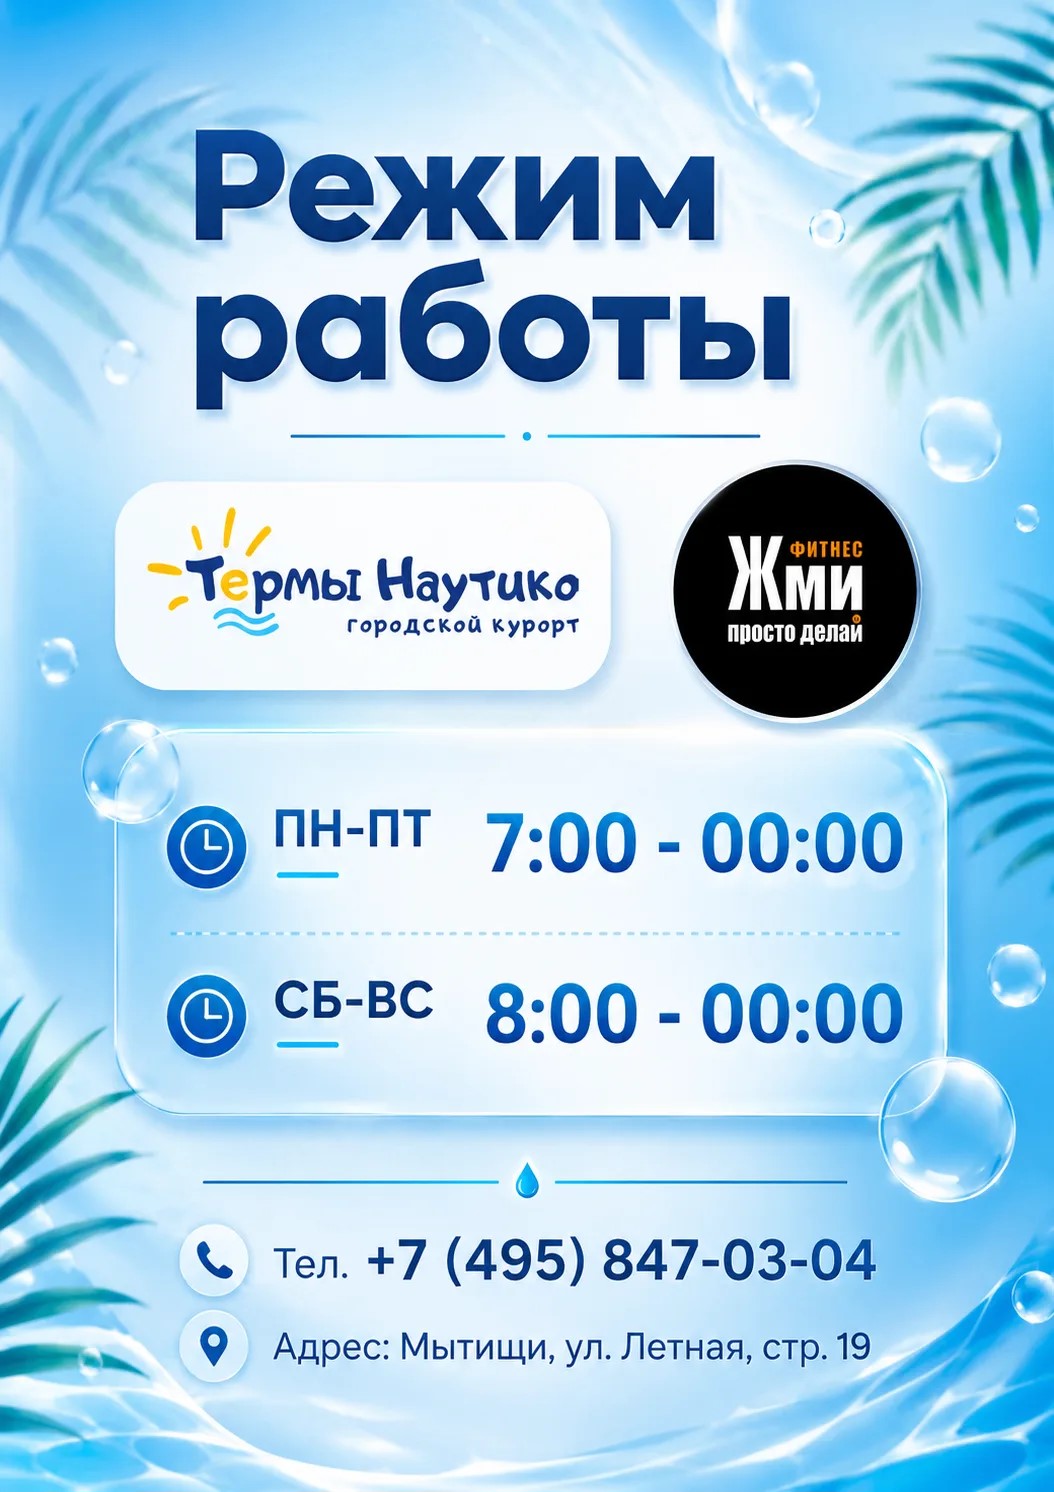 Режим
работы
Термы Наутико
городской курорт
ФИТНЕС
ЖМИ
просто делай
ПН-ПТ 7:00 - 00:00
СБ-ВС 8:00 - 00:00
Тел. +7 (495) 847-03-04
Адрес: Мытищи, ул. Летная, стр. 19